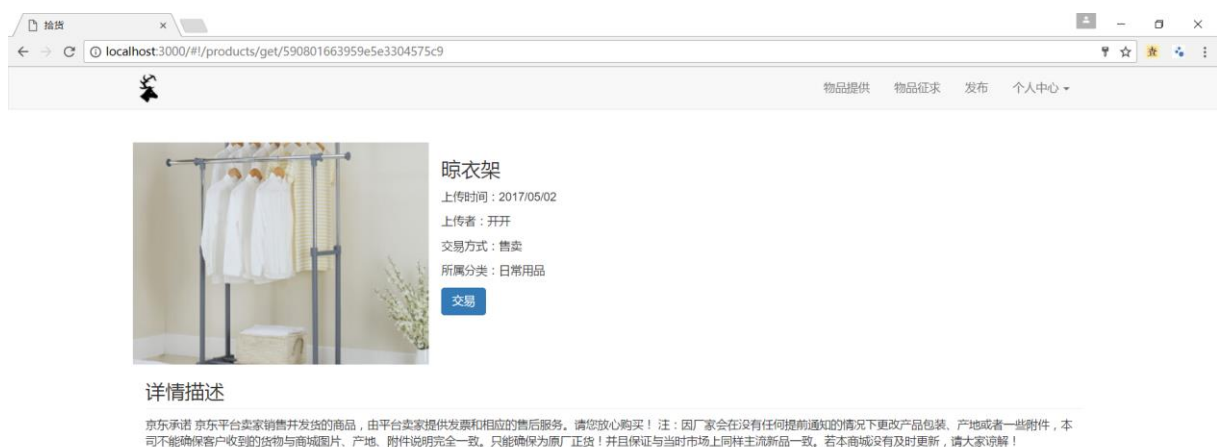 拾货
localhost:3000/#!/products/get/590801663959e5e3304575c9
物品提供 物品征求 发布 个人中心
晾衣架
上传时间：2017/05/02
上传者：开开
交易方式：售卖
所属分类：日常用品
交易
详情描述
京东承诺 京东平台卖家销售并发货的商品，由平台卖家提供发票和相应的售后服务。请您放心购买！ 注：因厂家会在没有任何提前通知的情况下更改产品包装、产地或者一些附件，本
司不能确保客户收到的货物与商城图片、产地、附件说明完全一致。只能确保为原厂正货！并且保证与当时市场上同样主流新品一致。若本商城没有及时更新，请大家谅解！